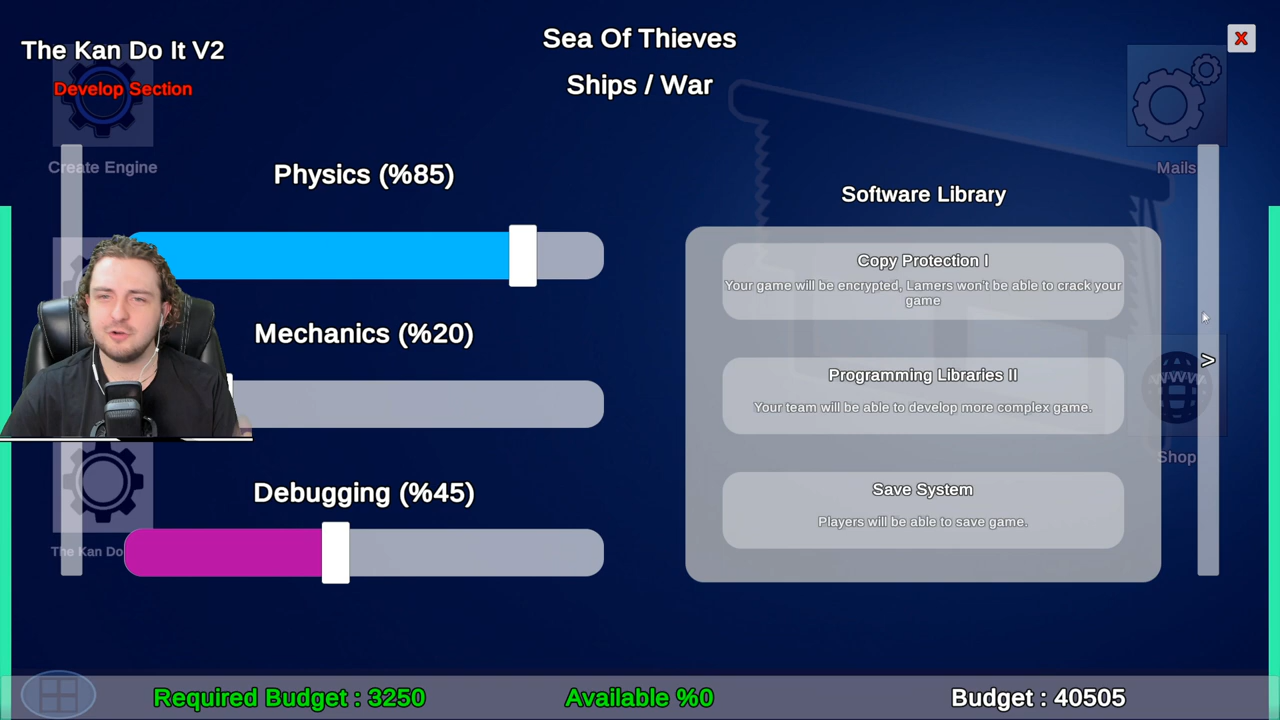 The Kan Do It V2
Develop Section
Sea Of Thieves
Ships / War
X
Create Engine
Mails
Physics (%85)
Software Library
Copy Protection I
Your game will be encrypted, Lamers won't be able to crack your
game
Mechanics (%20)
>
Programming Libraries II
Your team will be able to develop more complex game.
Shop
Debugging (%45)
Save System
Players will be able to save game.
The Kan Do
Required Budget : 3250
Available %0
Budget : 40505